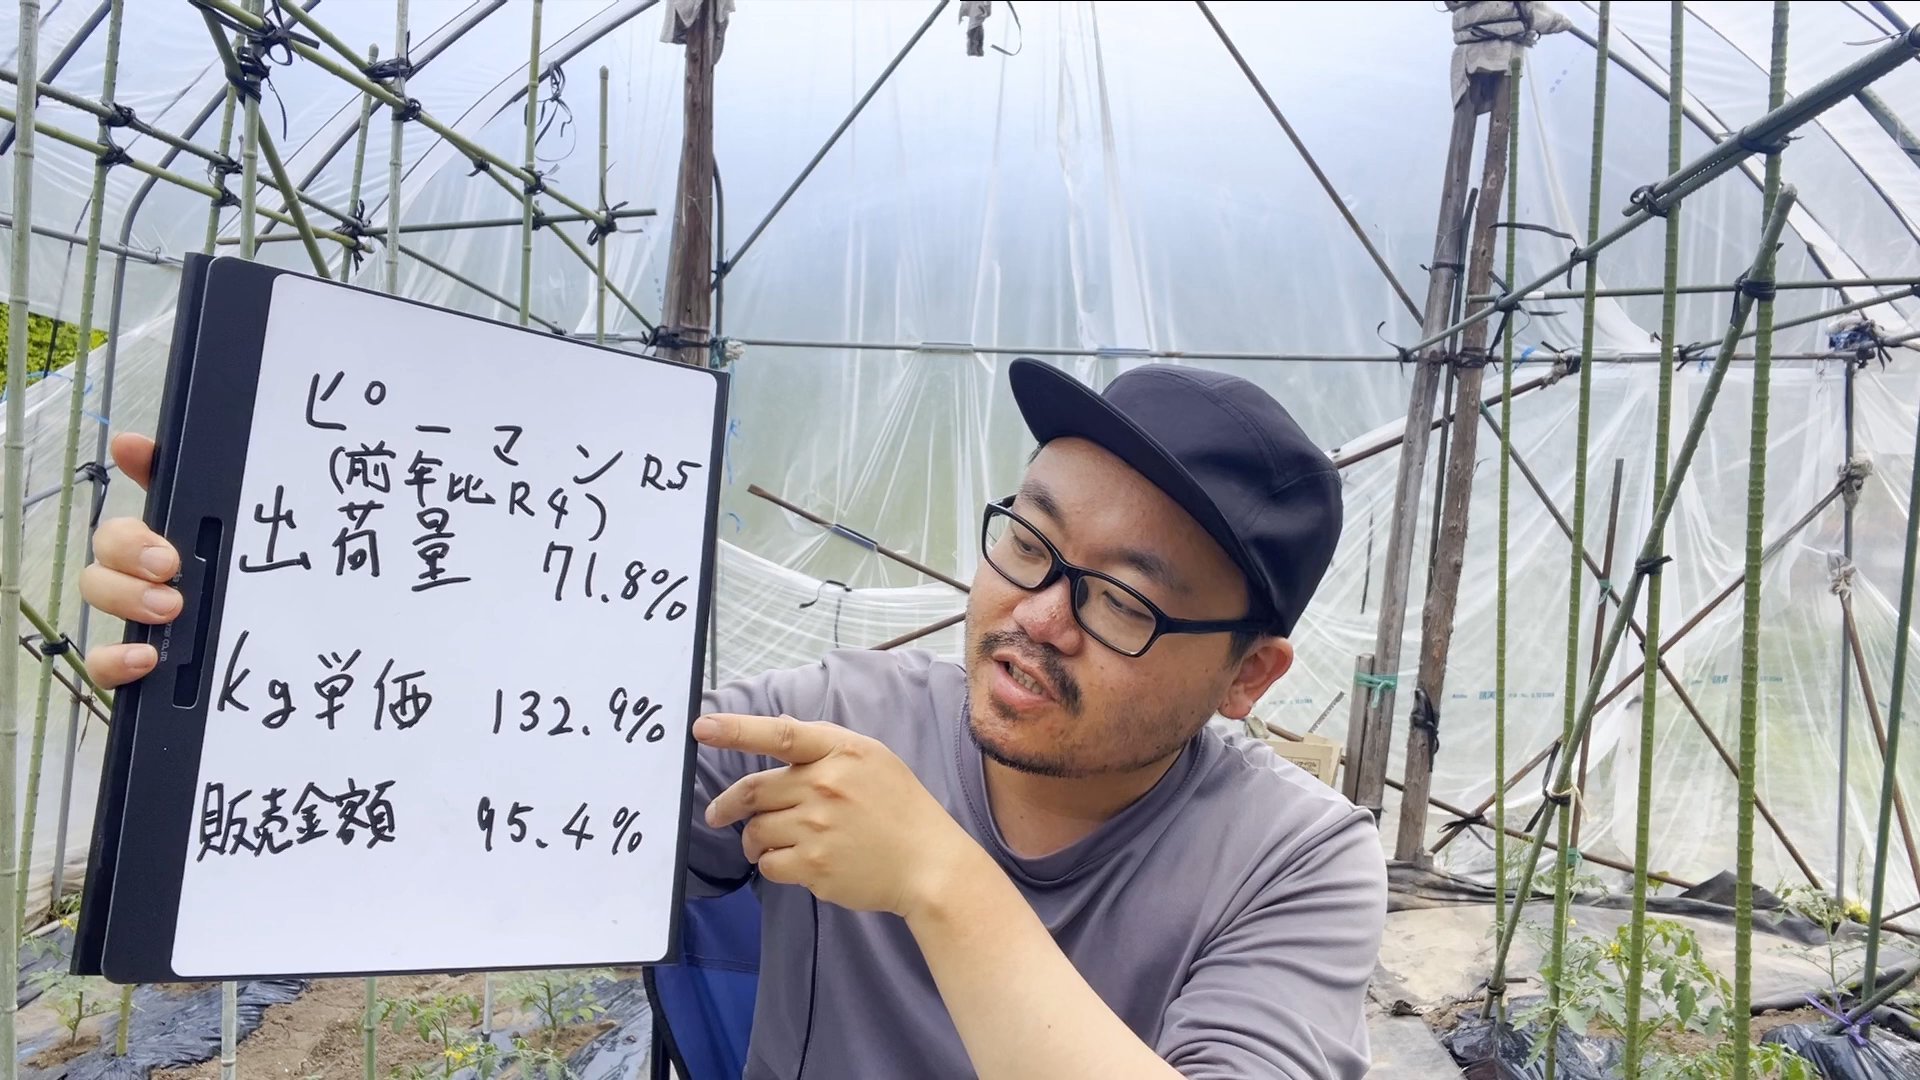 ピーマン R5
(前年比 R4)
出荷量 71.8%
kg単価 132.9%
販売金額 95.4%